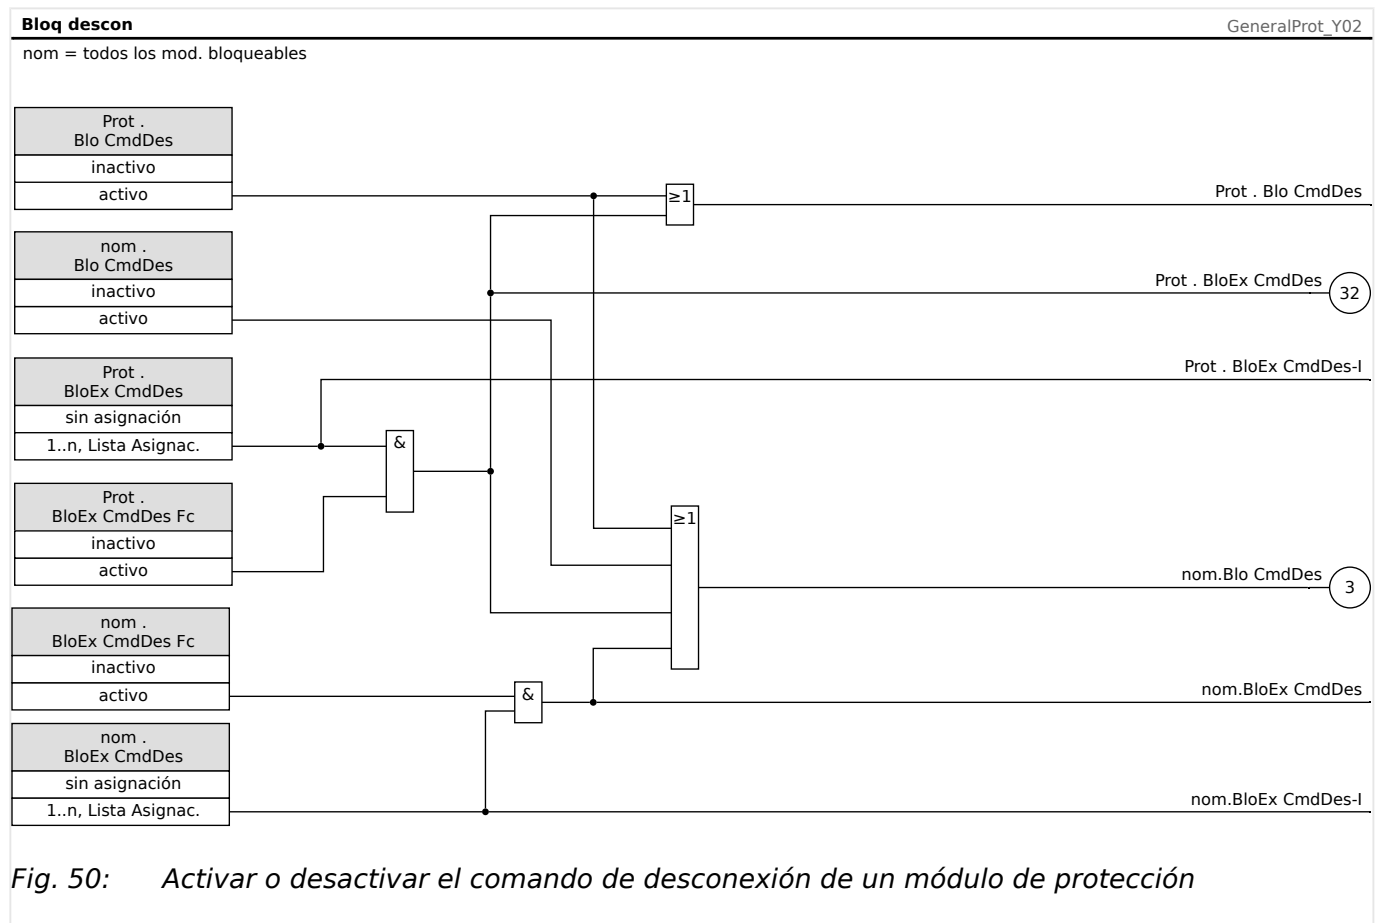 Bloq descon
GeneralProt_Y02
nom = todos los mod. bloqueables
Prot .
Blo CmdDes
inactivo
activo
≥1
Prot . Blo CmdDes
nom .
Blo CmdDes
inactivo
activo
Prot . BloEx CmdDes
32
Prot .
BloEx CmdDes
sin asignación
1..n, Lista Asignac.
Prot . BloEx CmdDes-I
&
Prot .
BloEx CmdDes Fc
inactivo
activo
≥1
nom.Blo CmdDes
3
nom .
BloEx CmdDes Fc
inactivo
activo
&
nom.BloEx CmdDes
nom .
BloEx CmdDes
sin asignación
1..n, Lista Asignac.
nom.BloEx CmdDes-I
Fig. 50: Activar o desactivar el comando de desconexión de un módulo de protección